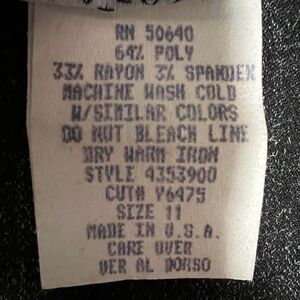 RN 50640
64% POLY
33% RAYON 3% SPANDEX
MACHINE WASH COLD
W/SIMILAR COLORS
DO NOT BLEACH LINE
DRY WARM IRON
STYLE 4353900
CUT# Y6475
SIZE 11
MADE IN U.S.A.
CARE OVER
VER AL DORSO